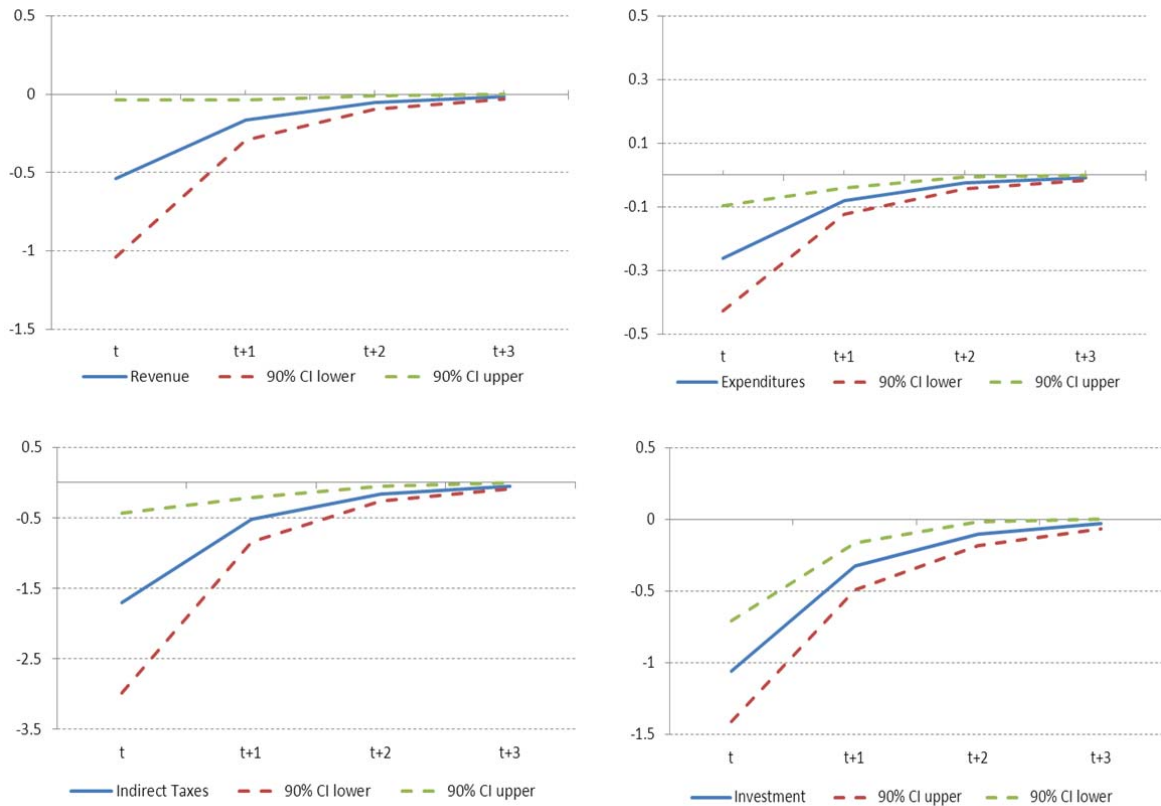 0.5
0
-0.5
-1
-1.5
t t+1 t+2 t+3
Revenue 90% CI lower 90% CI upper
0.5
0.3
0.1
-0.1
-0.3
-0.5
t t+1 t+2 t+3
Expenditures 90% CI lower 90% CI upper
0.5
-0.5
-1.5
-2.5
-3.5
t t+1 t+2 t+3
Indirect Taxes 90% CI lower 90% CI upper
0.5
0
-0.5
-1
-1.5
t t+1 t+2 t+3
Investment 90% CI upper 90% CI lower